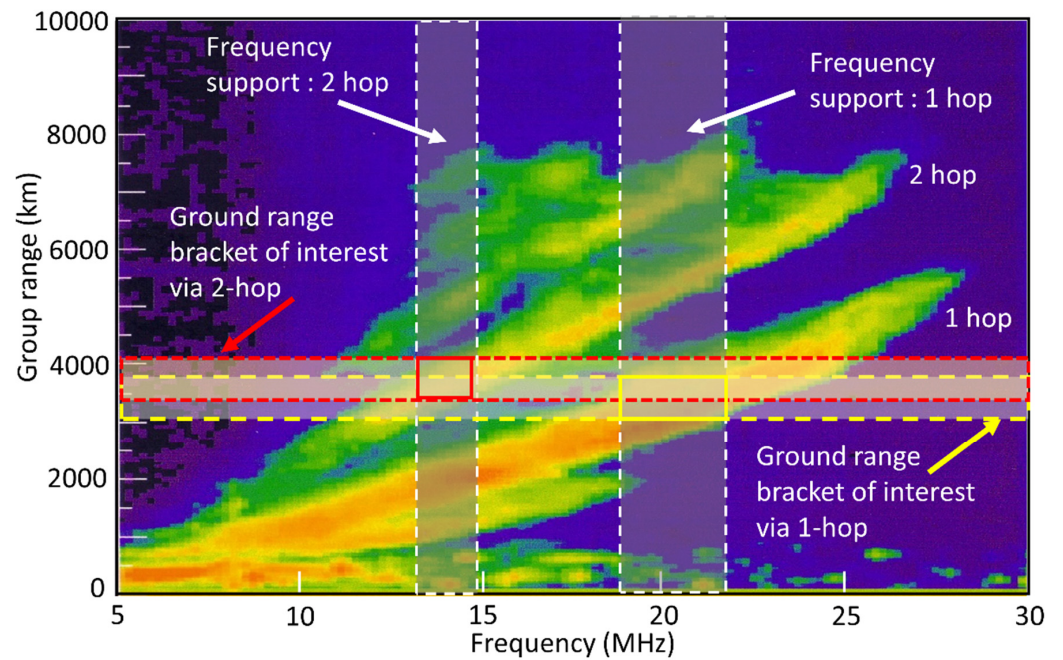 10000
8000
6000
4000
2000
0
Group range (km)
5
10
15
20
25
30
Frequency (MHz)
Frequency
support : 2 hop
Frequency
support : 1 hop
Ground range
bracket of interest
via 2-hop
2 hop
1 hop
Ground range
bracket of interest
via 1-hop